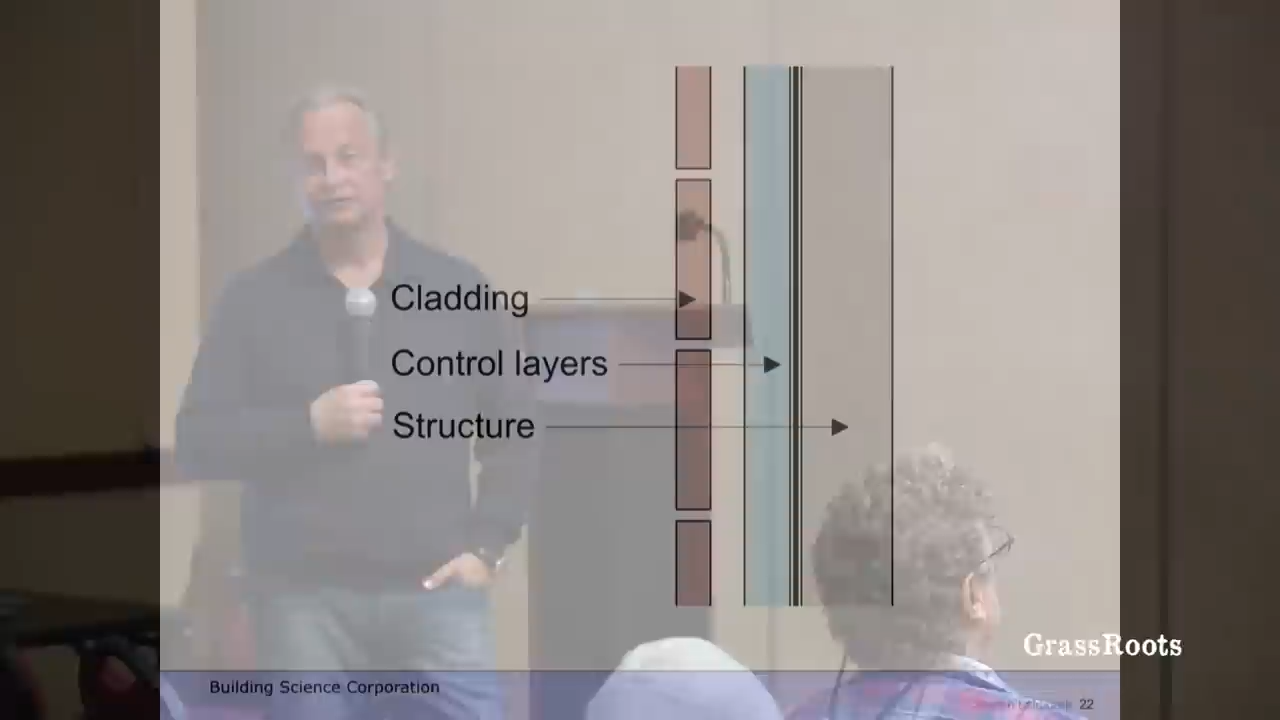 Cladding
Control layers
Structure
GrassRoots
Building Science Corporation
22